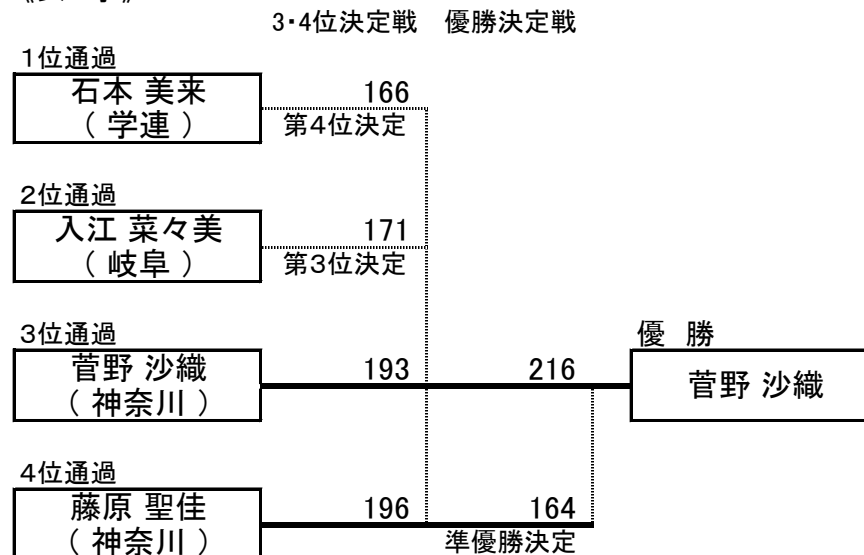 3・4位決定戦 優勝決定戦
1位通過
石本 美来
166
（ 学連 ）
第4位決定
2位通過
入江 菜々美
171
（ 岐阜 ）
第3位決定
3位通過
優 勝
菅野 沙織
193
216
菅野 沙織
（ 神奈川 ）
4位通過
藤原 聖佳
196
164
（ 神奈川 ）
準優勝決定